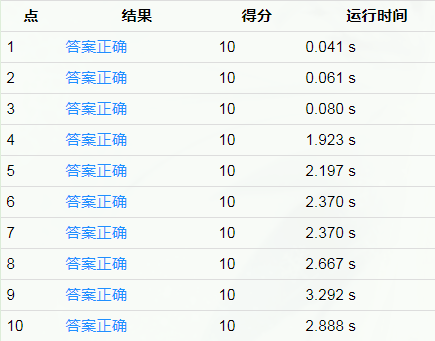 点 结果 得分 运行时间
1 答案正确 10 0.041 s
2 答案正确 10 0.061 s
3 答案正确 10 0.080 s
4 答案正确 10 1.923 s
5 答案正确 10 2.197 s
6 答案正确 10 2.370 s
7 答案正确 10 2.370 s
8 答案正确 10 2.667 s
9 答案正确 10 3.292 s
10 答案正确 10 2.888 s